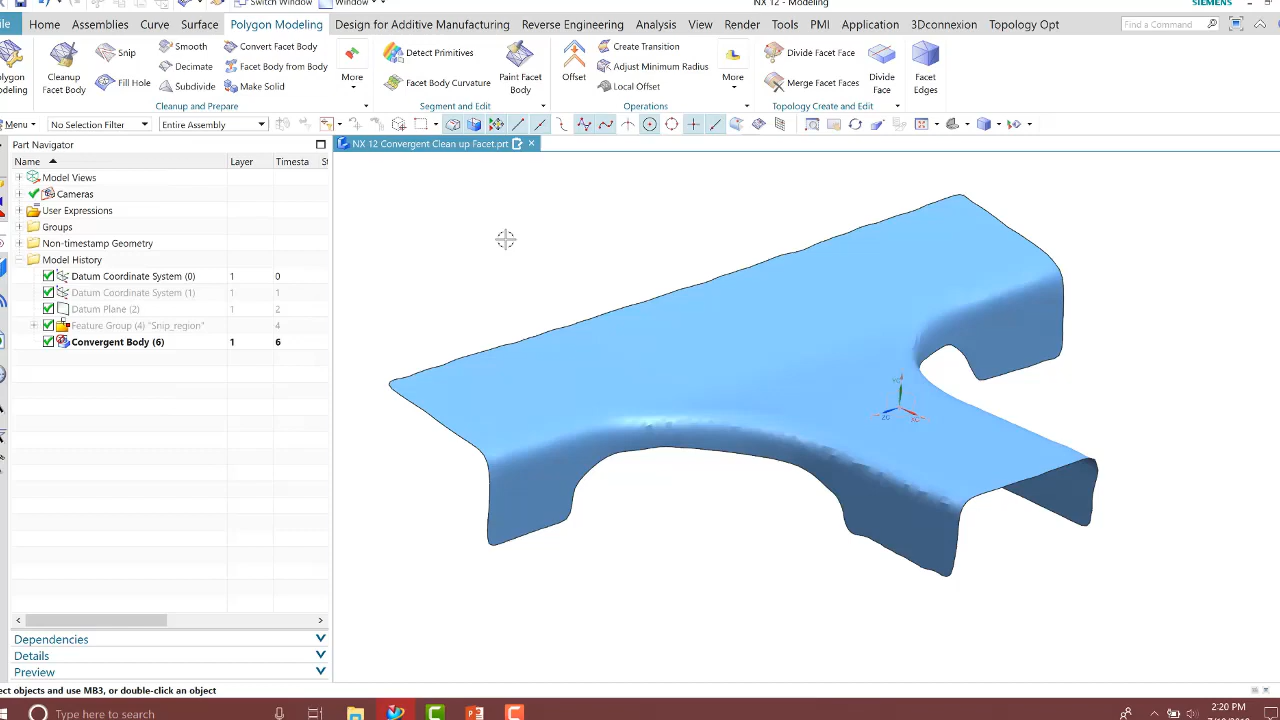 Switch Window Window NX 12 - Modeling SIEMENS
Home Assemblies Curve Surface Polygon Modeling Design for Additive Manufacturing Reverse Engineering Analysis View Render Tools PMI Application 3Dconnexion Topology Opt Find a Command
Cleanup Facet Body
Snip
Fill Hole
Smooth
Decimate
Subdivide
Convert Facet Body
Facet Body from Body
Make Solid
More
Cleanup and Prepare
Detect Primitives
Facet Body Curvature
Paint Facet Body
Segment and Edit
Offset
Create Transition
Adjust Minimum Radius
Local Offset
More
Operations
Divide Facet Face
Merge Facet Faces
Divide Face
Topology Create and Edit
Facet Edges
Menu No Selection Filter Entire Assembly
Part Navigator
NX 12 Convergent Clean up Facet.prt
Name Layer Timesta St
Model Views
Cameras
User Expressions
Groups
Non-timestamp Geometry
Model History
Datum Coordinate System (0) 1 0
Datum Coordinate System (1) 1 1
Datum Plane (2) 1 2
Feature Group (4) "Snip_region" 4
Convergent Body (6) 1 6
YC
ZC XC
Dependencies
Details
Preview
ect objects and use MB3, or double-click an object
Type here to search
2:20 PM